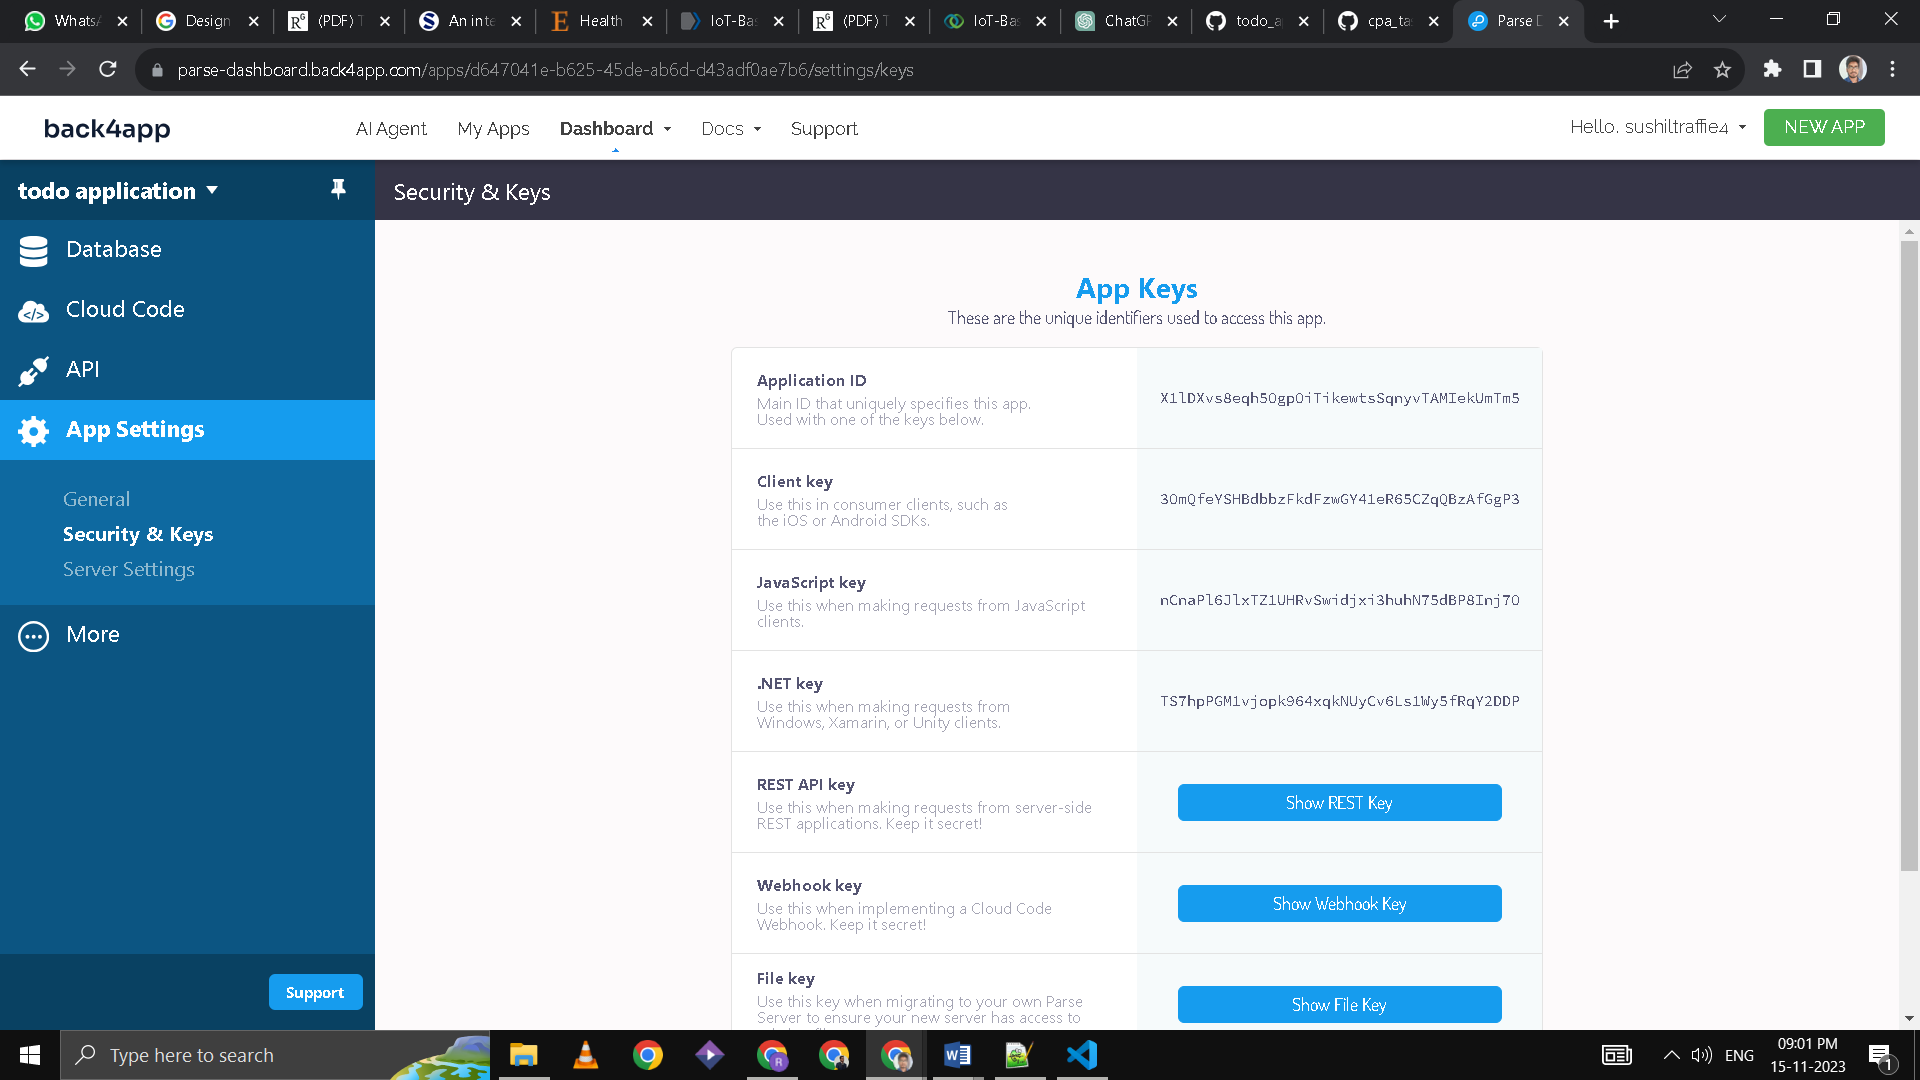 WhatsA
Design
(PDF) T
An inte
Health
IoT-Bas
(PDF) T
IoT-Bas
ChatGP
todo_a
cpa_tas
Parse D
parse-dashboard.back4app.com/apps/d647041e-b625-45de-ab6d-d43adf0ae7b6/settings/keys
back4app
AI Agent
My Apps
Dashboard
Docs
Support
Hello, sushiltraffie4
NEW APP
todo application
Security & Keys
Database
Cloud Code
API
App Settings
General
Security & Keys
Server Settings
More
Support
App Keys
These are the unique identifiers used to access this app.
Application ID
Main ID that uniquely specifies this app.
Used with one of the keys below.
X1lDXvs8eqh5OgpOiTikewtsSqnyvTAMIekUmTm5
Client key
Use this in consumer clients, such as
the iOS or Android SDKs.
3OmQfeYSHBdbbzFkdFzwGY41eR65CZqQBzAfGgP3
JavaScript key
Use this when making requests from JavaScript
clients.
nCnaPl6JlxTZ1UHRvSwidjxi3huhN75dBP8Inj7O
.NET key
Use this when making requests from
Windows, Xamarin, or Unity clients.
TS7hpPGM1vjopk964xqkNUyCv6Ls1Wy5fRqY2DDP
REST API key
Use this when making requests from server-side
REST applications. Keep it secret!
Show REST Key
Webhook key
Use this when implementing a Cloud Code
Webhook. Keep it secret!
Show Webhook Key
File key
Use this key when migrating to your own Parse
Server to ensure your new server has access to
Show File Key
Type here to search
ENG
09:01 PM
15-11-2023
1